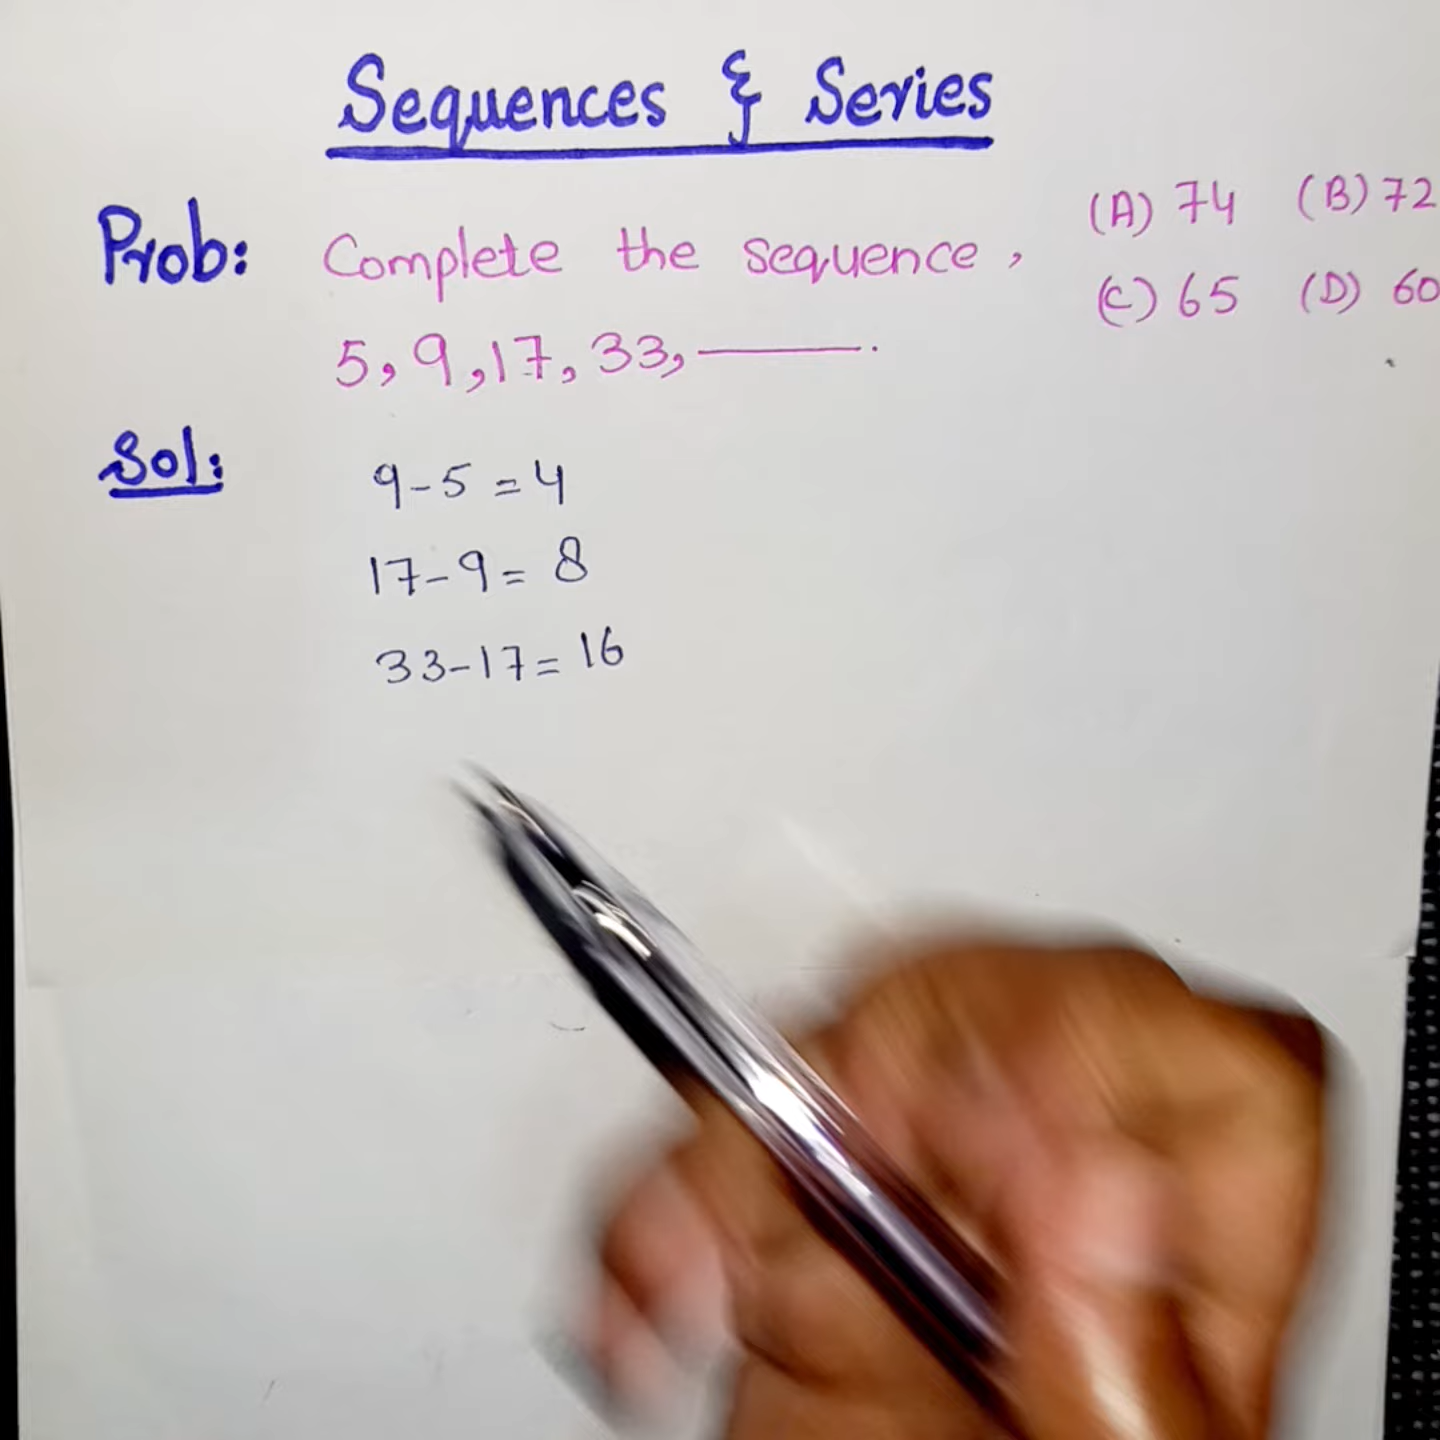 Sequences & Series
Prob: Complete the sequence,
5, 9, 17, 33, ———.
(A) 74 (B) 72
(C) 65 (D) 60
Sol:
9-5 = 4
17-9 = 8
33-17 = 16